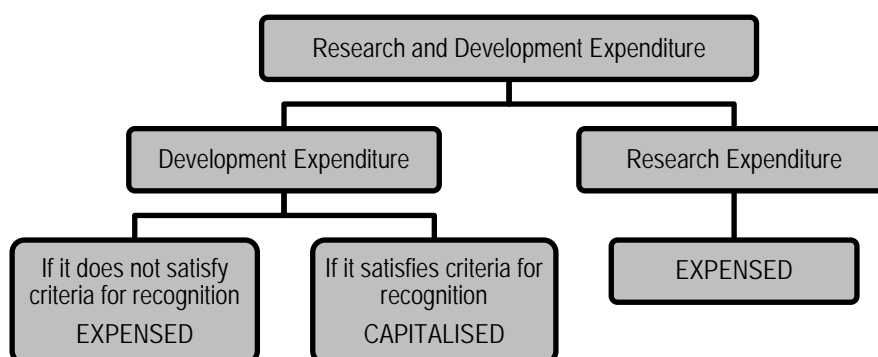 Research and Development Expenditure
Development Expenditure
Research Expenditure
If it does not satisfy
criteria for recognition
EXPENSED
If it satisfies criteria for
recognition
CAPITALISED
EXPENSED